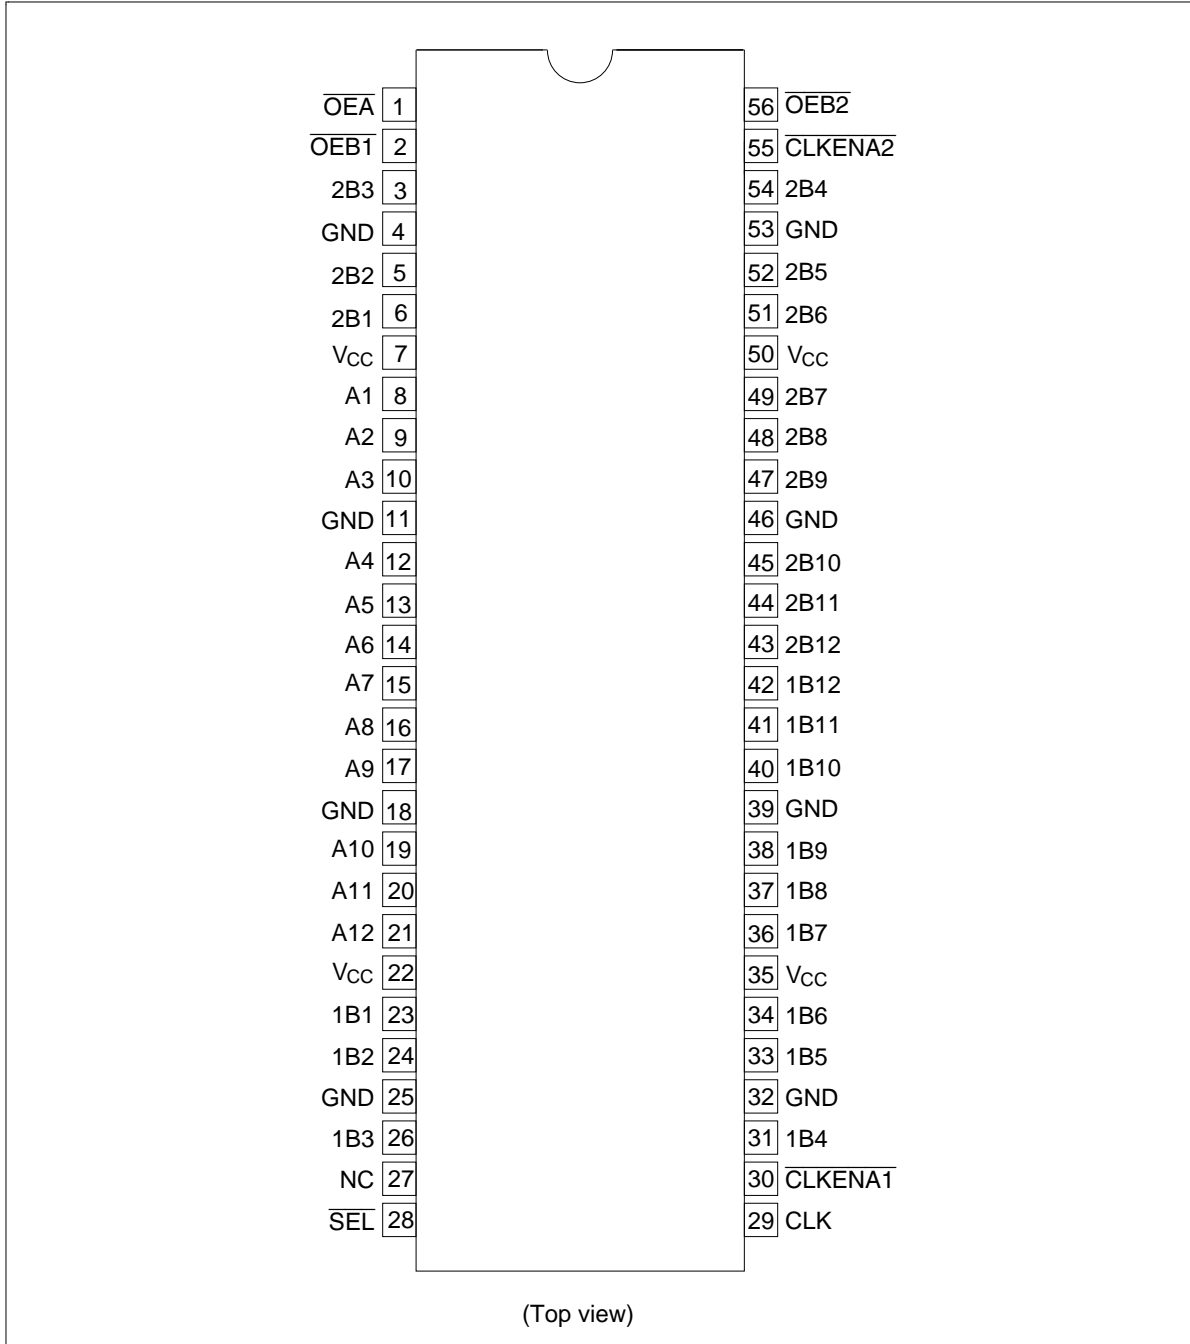 OEA 1 56 OEB2
OEB1 2 55 CLKENA2
2B3 3 54 2B4
GND 4 53 GND
2B2 5 52 2B5
2B1 6 51 2B6
VCC 7 50 VCC
A1 8 49 2B7
A2 9 48 2B8
A3 10 47 2B9
GND 11 46 GND
A4 12 45 2B10
A5 13 44 2B11
A6 14 43 2B12
A7 15 42 1B12
A8 16 41 1B11
A9 17 40 1B10
GND 18 39 GND
A10 19 38 1B9
A11 20 37 1B8
A12 21 36 1B7
VCC 22 35 VCC
1B1 23 34 1B6
1B2 24 33 1B5
GND 25 32 GND
1B3 26 31 1B4
NC 27 30 CLKENA1
SEL 28 29 CLK
(Top view)